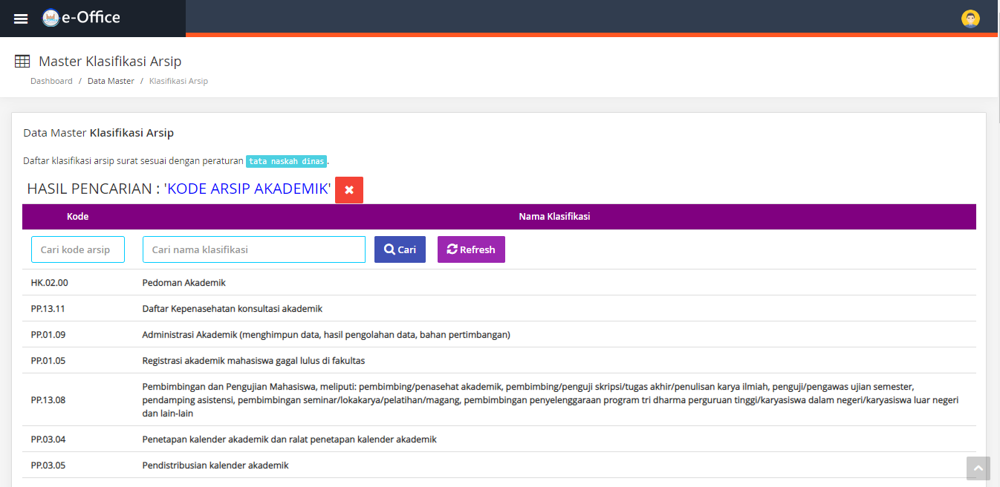 e-Office
Master Klasifikasi Arsip
Dashboard / Data Master / Klasifikasi Arsip
Data Master Klasifikasi Arsip
Daftar klasifikasi arsip surat sesuai dengan peraturan tata naskah dinas.
HASIL PENCARIAN : 'KODE ARSIP AKADEMIK'
Kode Nama Klasifikasi
Cari kode arsip Cari nama klasifikasi Cari Refresh
HK.02.00 Pedoman Akademik
PP.13.11 Daftar Kepenasehatan konsultasi akademik
PP.01.09 Administrasi Akademik (menghimpun data, hasil pengolahan data, bahan pertimbangan)
PP.01.05 Registrasi akademik mahasiswa gagal lulus di fakultas
PP.13.08 Pembimbingan dan Pengujian Mahasiswa, meliputi: pembimbing/penasehat akademik, pembimbing/penguji skripsi/tugas akhir/penulisan karya ilmiah, penguji/pengawas ujian semester,
pendamping asistensi, pembimbingan seminar/lokakarya/pelatihan/magang, pembimbingan penyelenggaraan program tri dharma perguruan tinggi/karyasiswa dalam negeri/karyasiswa luar negeri
dan lain-lain
PP.03.04 Penetapan kalender akademik dan ralat penetapan kalender akademik
PP.03.05 Pendistribusian kalender akademik